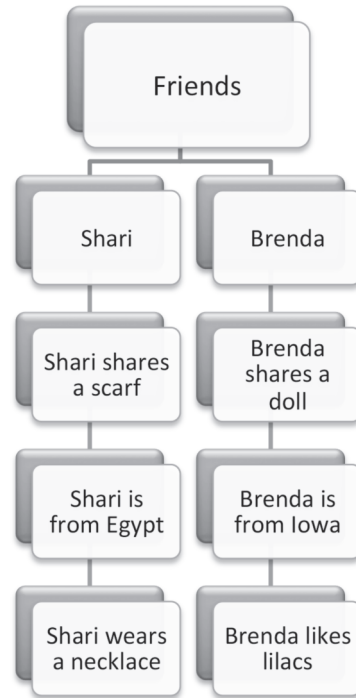 Friends
Shari
Brenda
Shari shares
a scarf
Brenda
shares a
doll
Shari is
from Egypt
Brenda is
from Iowa
Shari wears
a necklace
Brenda likes
lilacs